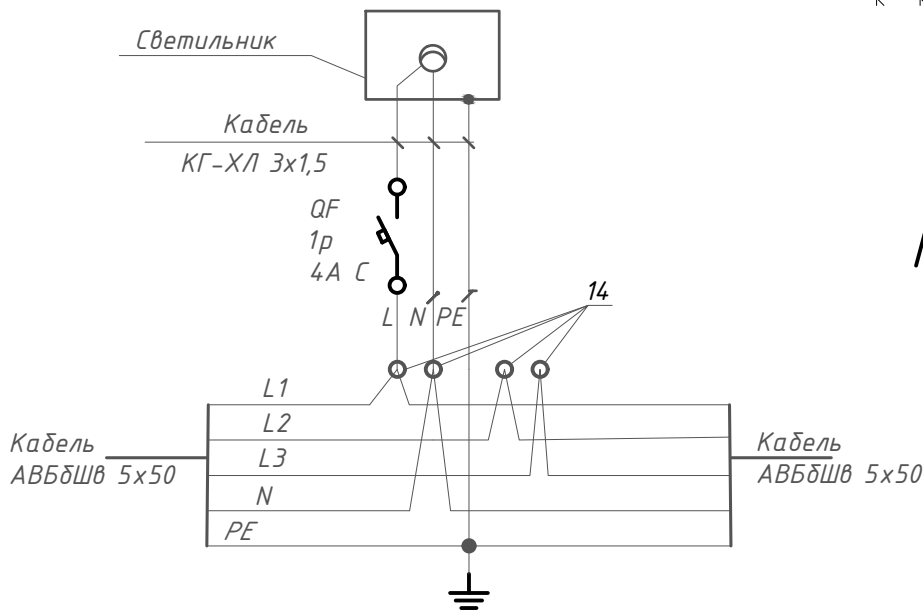 Светильник
Кабель
КГ-ХЛ 3х1,5
QF
1р
4А С
L N PE
14
L1
L2
L3
N
PE
Кабель
АВБбШв 5х50
Кабель
АВБбШв 5х50